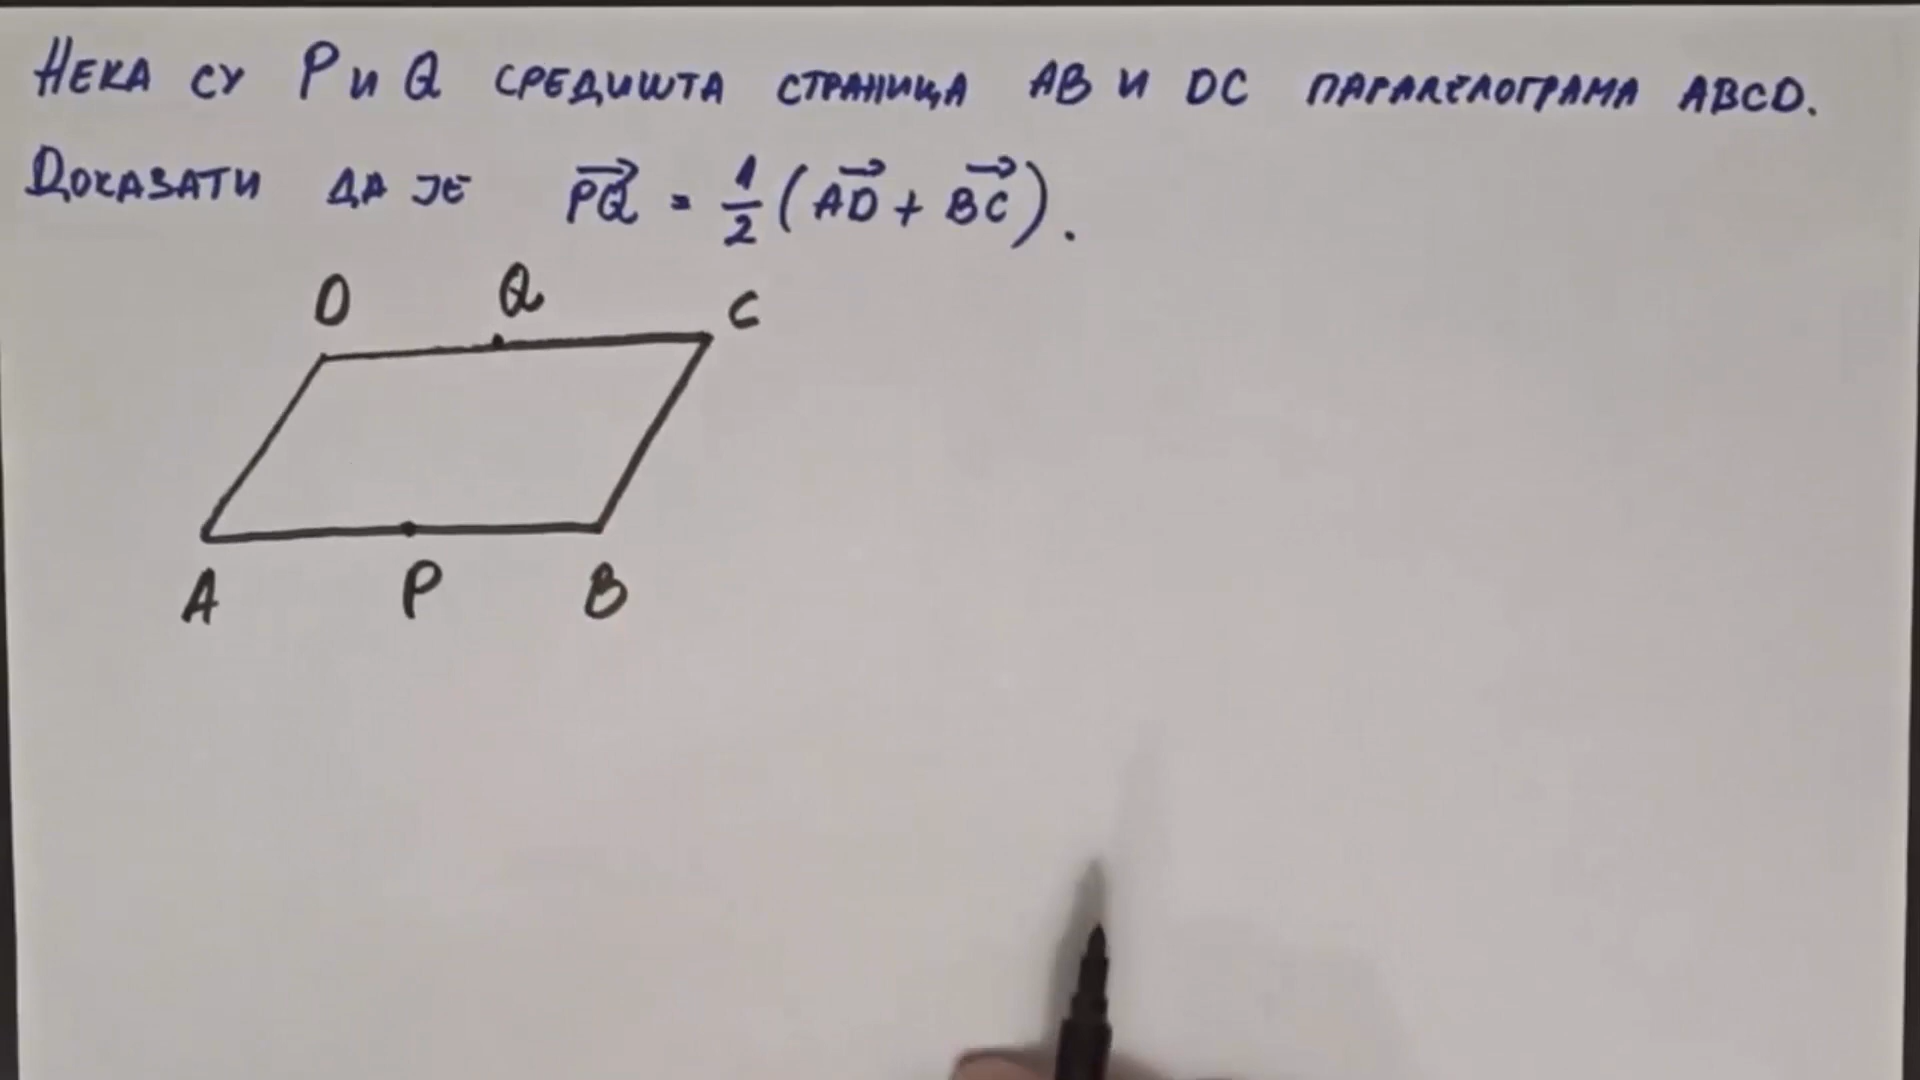 НЕКА СУ P И Q СРЕДИШТА СТРАНИЦА AB И DC ПАРАЛЕЛОГРАМА ABCD.
ДОКАЗАТИ ДА ЈЕ \overrightarrow{PQ} = \frac{1}{2}(\overrightarrow{AD} + \overrightarrow{BC}).
D Q C
A P B